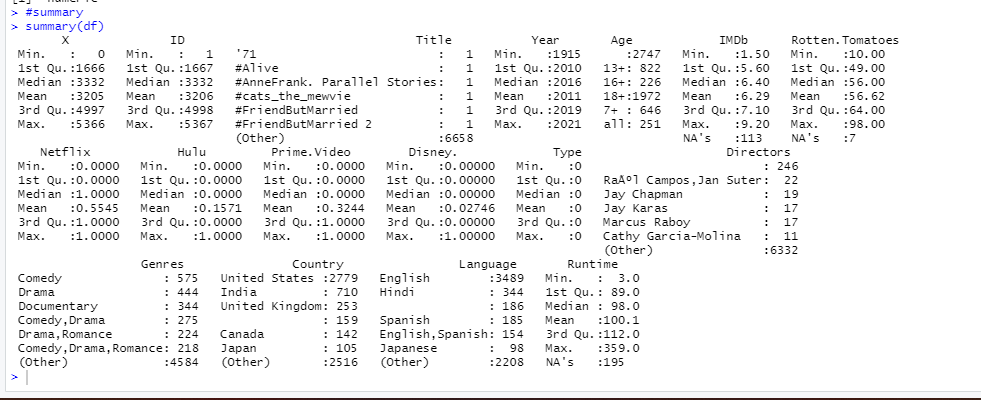 [1] "numeric"
> #summary
> summary(df)
X ID Title Year Age IMDb Rotten.Tomatoes
Min. : 0 Min. : 1 '71 : 1 Min. :1915 :2747 Min. :1.50 Min. :10.00
1st Qu.:1666 1st Qu.:1667 #Alive : 1 1st Qu.:2010 13+: 822 1st Qu.:5.60 1st Qu.:49.00
Median :3332 Median :3332 #AnneFrank. Parallel Stories: 1 Median :2016 16+: 226 Median :6.40 Median :56.00
Mean :3205 Mean :3206 #cats_the_mewvie : 1 Mean :2011 18+:1972 Mean :6.29 Mean :56.62
3rd Qu.:4997 3rd Qu.:4998 #FriendButMarried : 1 3rd Qu.:2019 7+ : 646 3rd Qu.:7.10 3rd Qu.:64.00
Max. :5366 Max. :5367 #FriendButMarried 2 : 1 Max. :2021 all: 251 Max. :9.20 Max. :98.00
(Other) :6658 NA's :113 NA's :7
Netflix Hulu Prime.Video Disney. Type Directors
Min. :0.0000 Min. :0.0000 Min. :0.0000 Min. :0.00000 Min. :0 : 246
1st Qu.:0.0000 1st Qu.:0.0000 1st Qu.:0.0000 1st Qu.:0.00000 1st Qu.:0 RaÃºl Campos,Jan Suter: 22
Median :1.0000 Median :0.0000 Median :0.0000 Median :0.00000 Median :0 Jay Chapman : 19
Mean :0.5545 Mean :0.1571 Mean :0.3244 Mean :0.02746 Mean :0 Jay Karas : 17
3rd Qu.:1.0000 3rd Qu.:0.0000 3rd Qu.:1.0000 3rd Qu.:0.00000 3rd Qu.:0 Marcus Raboy : 17
Max. :1.0000 Max. :1.0000 Max. :1.0000 Max. :1.00000 Max. :0 Cathy Garcia-Molina : 11
(Other) :6332
Genres Country Language Runtime
Comedy : 575 United States :2779 English :3489 Min. : 3.0
Drama : 444 India : 710 Hindi : 344 1st Qu.: 89.0
Documentary : 344 United Kingdom: 253 : 186 Median : 98.0
Comedy,Drama : 275 : 159 Spanish : 185 Mean :100.1
Drama,Romance : 224 Canada : 142 English,Spanish: 154 3rd Qu.:112.0
Comedy,Drama,Romance: 218 Japan : 105 Japanese : 98 Max. :359.0
(Other) :4584 (Other) :2516 (Other) :2208 NA's :195
>